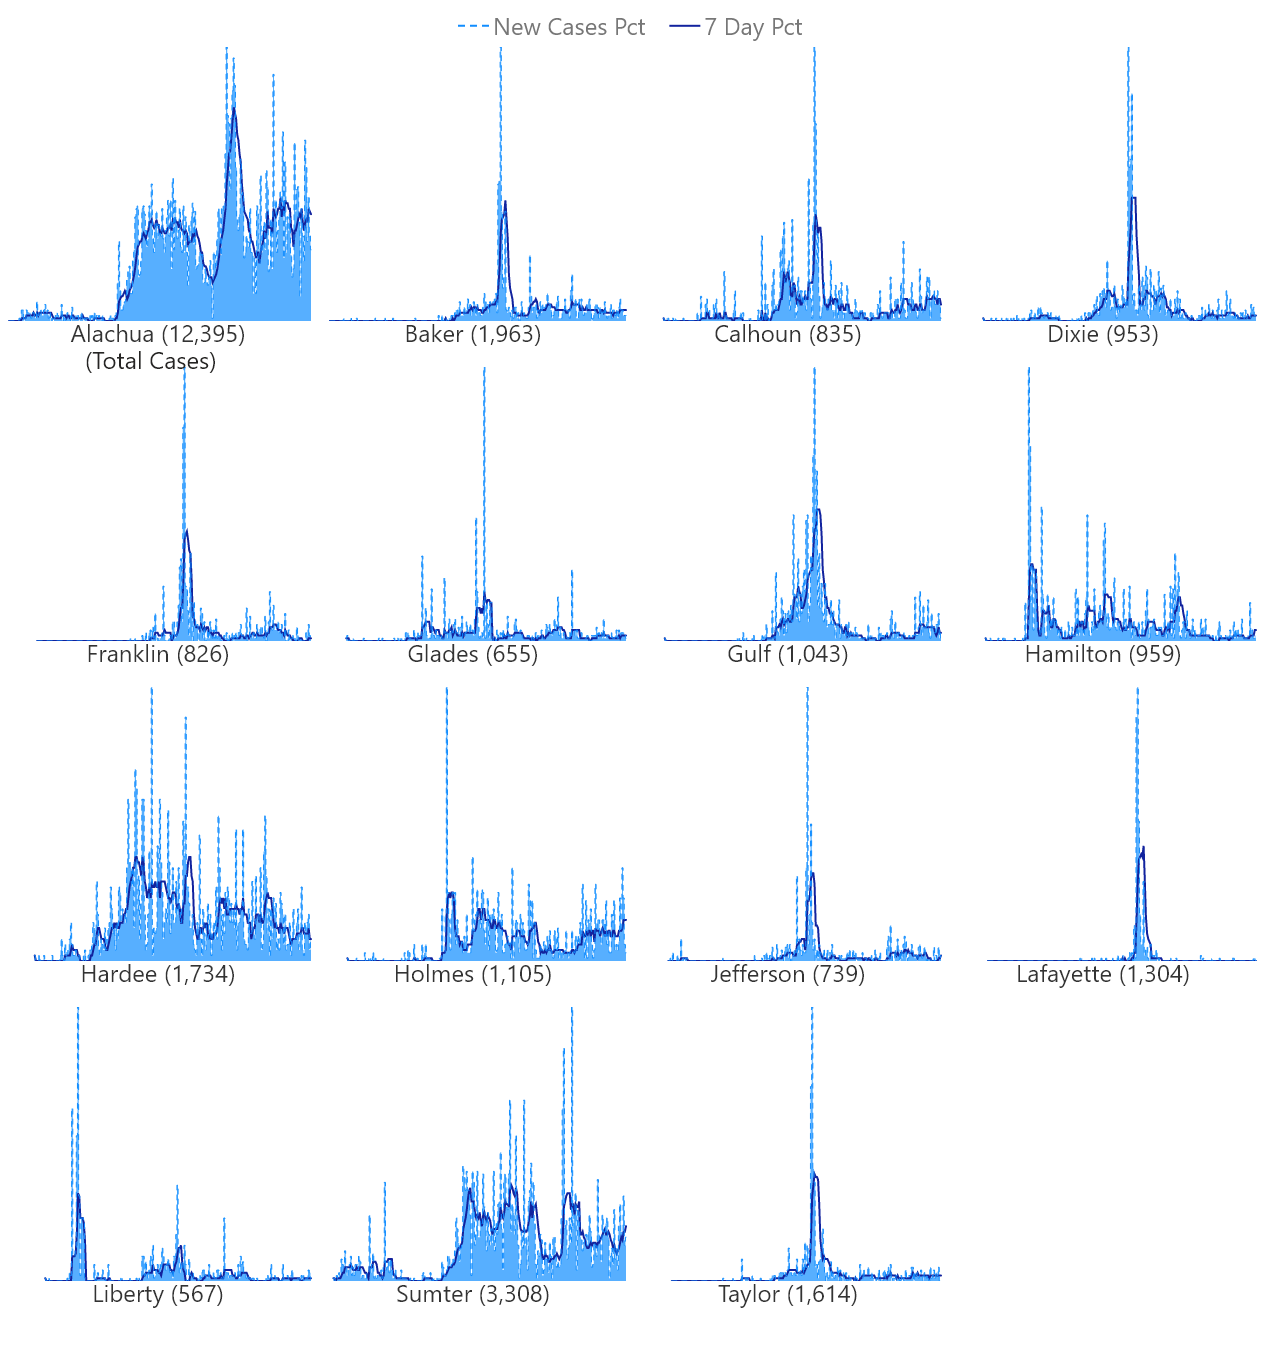 New Cases Pct 7 Day Pct
Alachua (12,395)
(Total Cases)
Baker (1,963)
Calhoun (835)
Dixie (953)
Franklin (826)
Glades (655)
Gulf (1,043)
Hamilton (959)
Hardee (1,734)
Holmes (1,105)
Jefferson (739)
Lafayette (1,304)
Liberty (567)
Sumter (3,308)
Taylor (1,614)